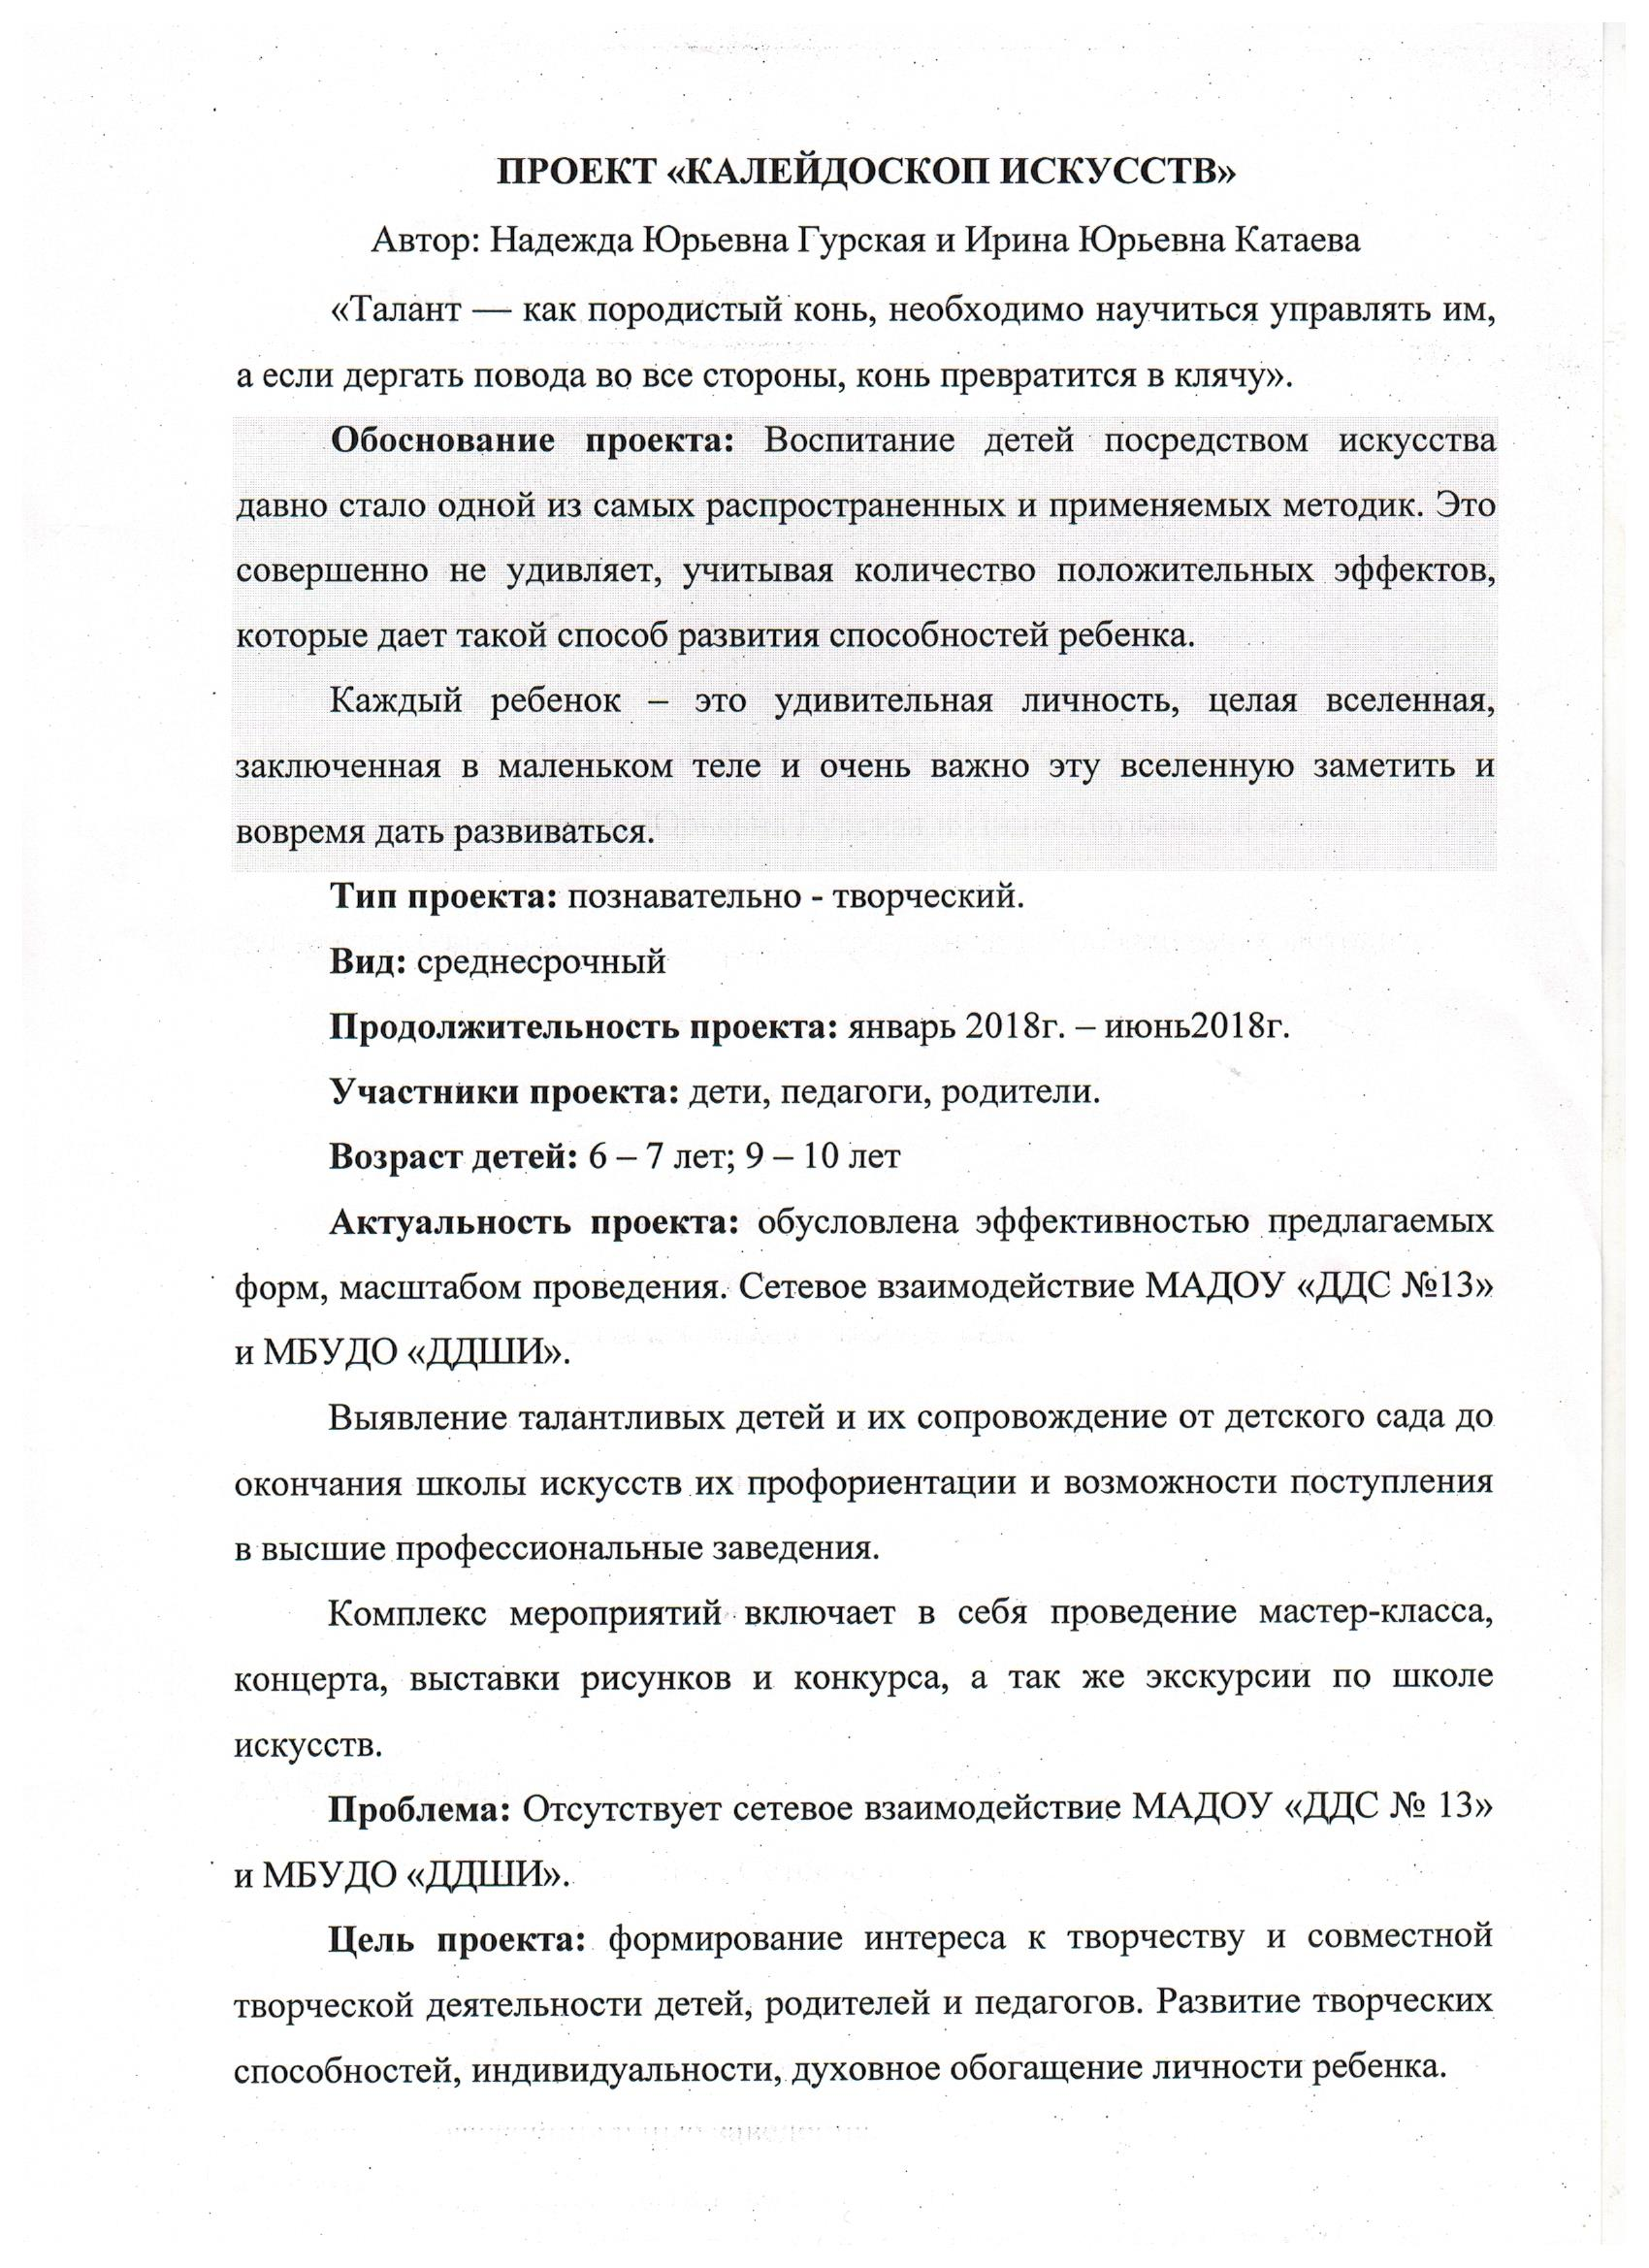 ПРОЕКТ «КАЛЕЙДОСКОП ИСКУССТВ»
Автор: Надежда Юрьевна Гурская и Ирина Юрьевна Катаева
«Талант — как породистый конь, необходимо научиться управлять им,
а если дергать повода во все стороны, конь превратится в клячу».
Обоснование проекта: Воспитание детей посредством искусства
давно стало одной из самых распространенных и применяемых методик. Это
совершенно не удивляет, учитывая количество положительных эффектов,
которые дает такой способ развития способностей ребенка.
Каждый ребенок – это удивительная личность, целая вселенная,
заключенная в маленьком теле и очень важно эту вселенную заметить и
вовремя дать развиваться.
Тип проекта: познавательно - творческий.
Вид: среднесрочный
Продолжительность проекта: январь 2018г. – июнь2018г.
Участники проекта: дети, педагоги, родители.
Возраст детей: 6 – 7 лет; 9 – 10 лет
Актуальность проекта: обусловлена эффективностью предлагаемых
форм, масштабом проведения. Сетевое взаимодействие МАДОУ «ДДС №13»
и МБУДО «ДДШИ».
Выявление талантливых детей и их сопровождение от детского сада до
окончания школы искусств их профориентации и возможности поступления
в высшие профессиональные заведения.
Комплекс мероприятий включает в себя проведение мастер-класса,
концерта, выставки рисунков и конкурса, а так же экскурсии по школе
искусств.
Проблема: Отсутствует сетевое взаимодействие МАДОУ «ДДС № 13»
и МБУДО «ДДШИ».
Цель проекта: формирование интереса к творчеству и совместной
творческой деятельности детей, родителей и педагогов. Развитие творческих
способностей, индивидуальности, духовное обогащение личности ребенка.